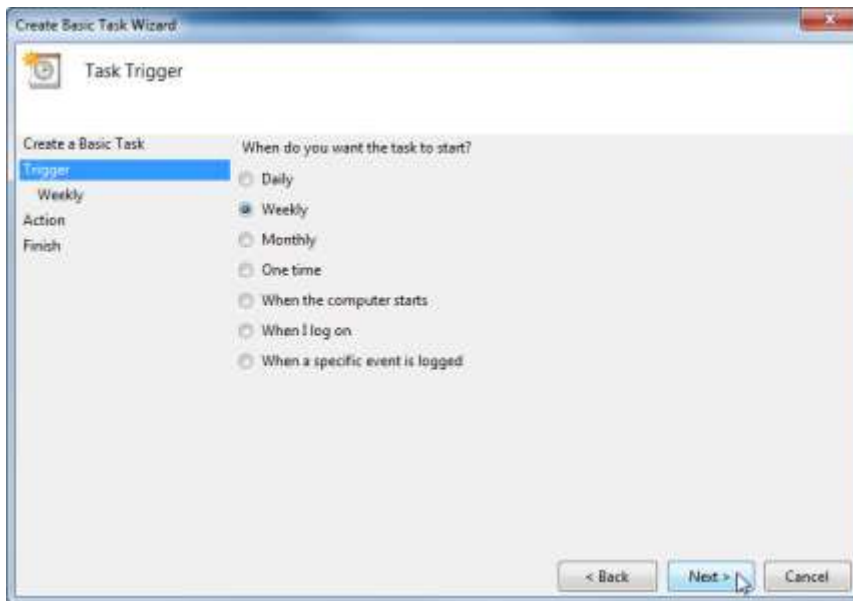 Create Basic Task Wizard
Task Trigger
Create a Basic Task
Trigger
Weekly
Action
Finish
When do you want the task to start?
Daily
Weekly
Monthly
One time
When the computer starts
When I log on
When a specific event is logged
< Back
Next >
Cancel